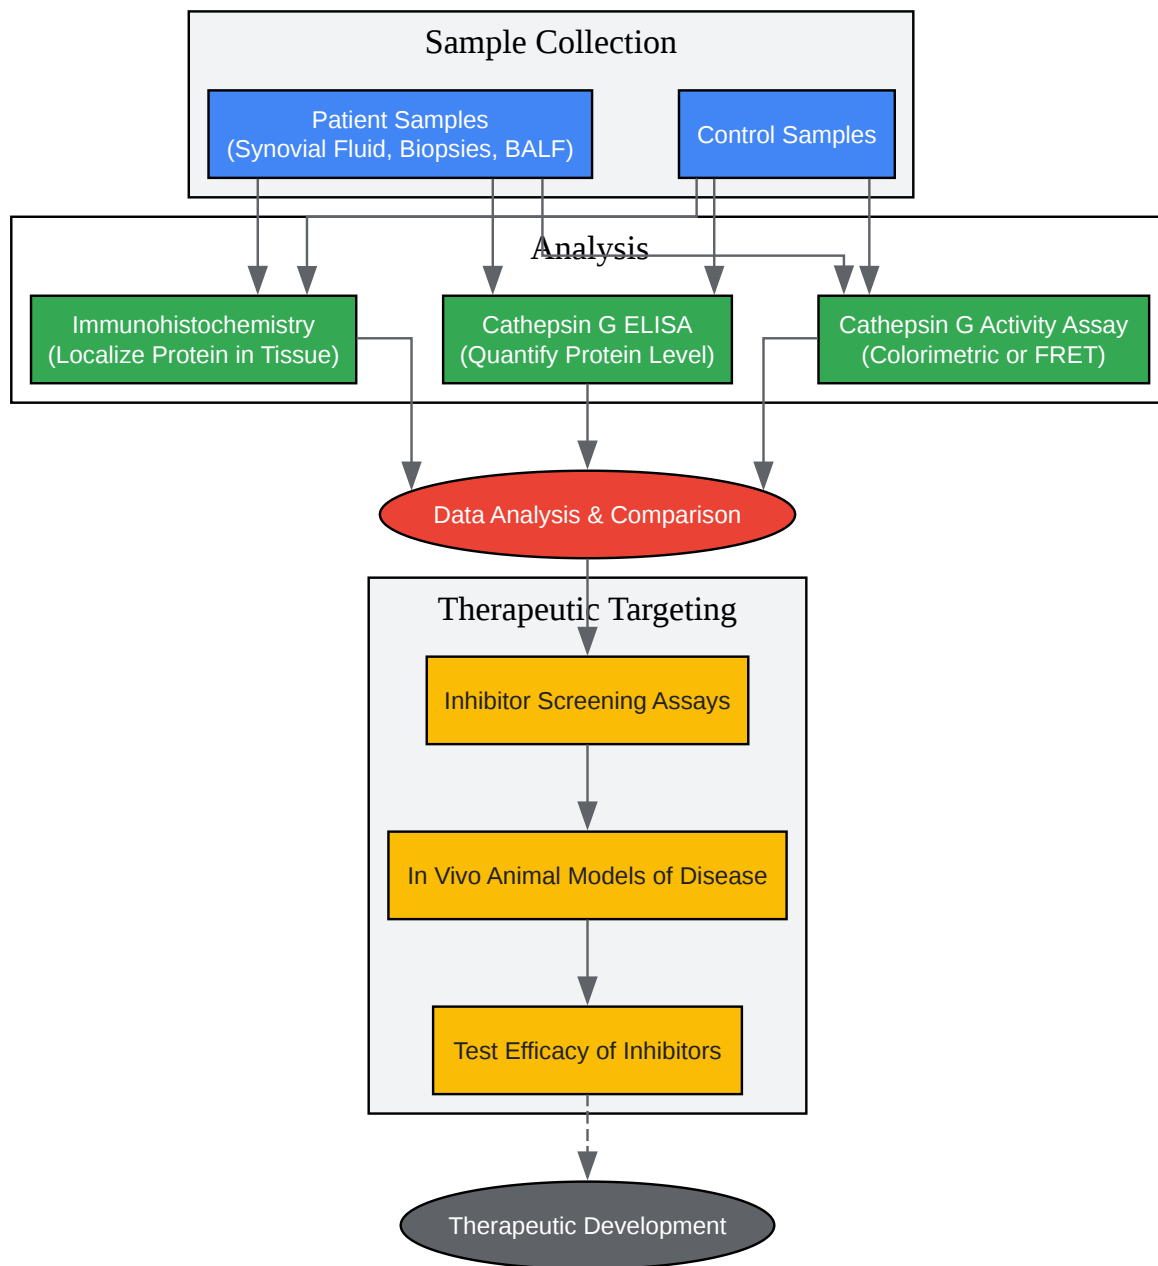 Sample Collection
Patient Samples
(Synovial Fluid, Biopsies, BALF)
Control Samples
Analysis
Immunohistochemistry
(Localize Protein in Tissue)
Cathepsin G ELISA
(Quantify Protein Level)
Cathepsin G Activity Assay
(Colorimetric or FRET)
Data Analysis & Comparison
Therapeutic Targeting
Inhibitor Screening Assays
In Vivo Animal Models of Disease
Test Efficacy of Inhibitors
Therapeutic Development